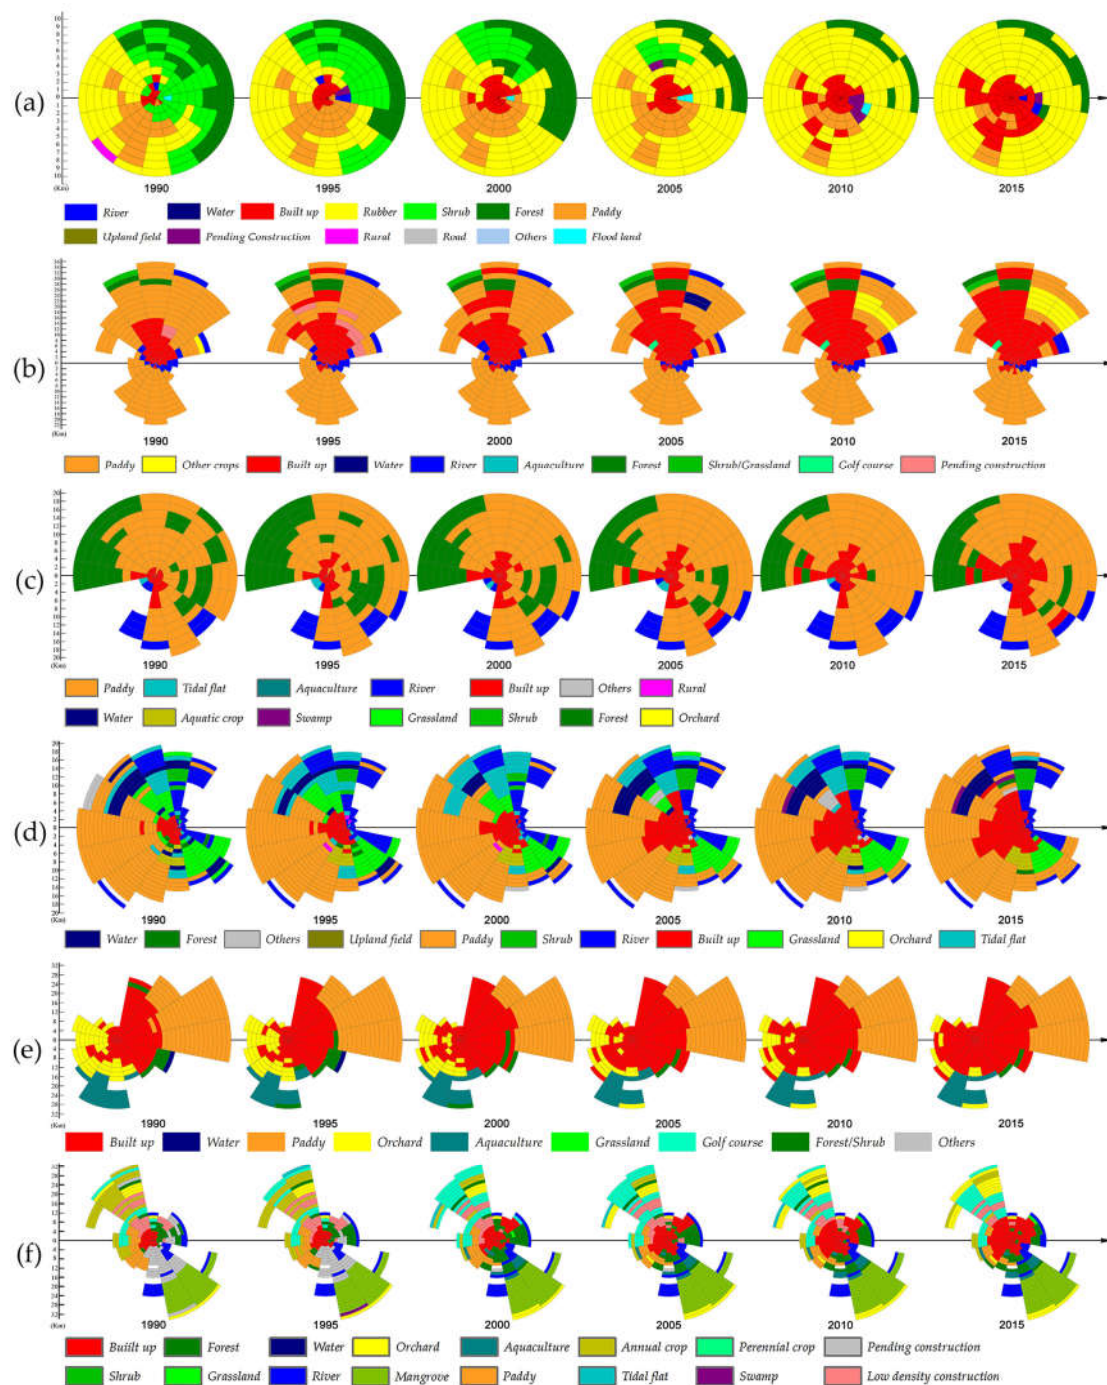 (a)
(Km)
1990 1995 2000 2005 2010 2015
River Water Built up Rubber Shrub Forest Paddy
Upland field Pending Construction Rural Road Others Flood land
(b)
(Km)
1990 1995 2000 2005 2010 2015
Paddy Other crops Built up Water River Aquaculture Forest Shrub/Grassland Golf course Pending construction
(c)
(Km)
1990 1995 2000 2005 2010 2015
Paddy Tidal flat Aquaculture River Built up Others Rural
Water Aquatic crop Swamp Grassland Shrub Forest Orchard
(d)
(Km)
1990 1995 2000 2005 2010 2015
Water Forest Others Upland field Paddy Shrub River Built up Grassland Orchard Tidal flat
(e)
(Km)
1990 1995 2000 2005 2010 2015
Built up Water Paddy Orchard Aquaculture Grassland Golf course Forest/Shrub Others
(f)
(Km)
1990 1995 2000 2005 2010 2015
Buiilt up Forest Water Orchard Aquaculture Annual crop Perennial crop Pending construction
Shrub Grassland River Mangrove Paddy Tidal flat Swamp Low density construction